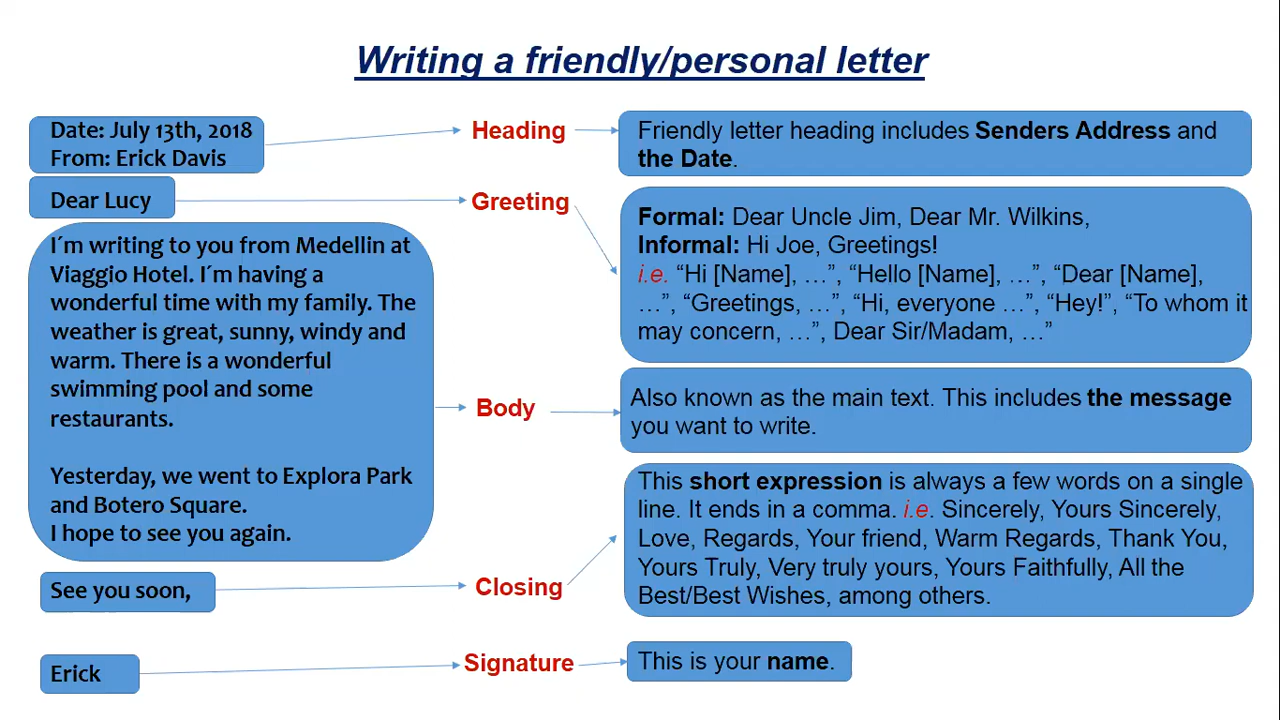 Writing a friendly/personal letter
Date: July 13th, 2018
From: Erick Davis
Heading
Friendly letter heading includes Senders Address and
the Date.
Dear Lucy
Greeting
Formal: Dear Uncle Jim, Dear Mr. Wilkins,
Informal: Hi Joe, Greetings!
i.e. “Hi [Name], …”, “Hello [Name], …”, “Dear [Name],
…”, “Greetings, …”, “Hi, everyone …”, “Hey!”, “To whom it
may concern, …”, Dear Sir/Madam, …”
I´m writing to you from Medellin at
Viaggio Hotel. I´m having a
wonderful time with my family. The
weather is great, sunny, windy and
warm. There is a wonderful
swimming pool and some
restaurants.
Yesterday, we went to Explora Park
and Botero Square.
I hope to see you again.
Body
Also known as the main text. This includes the message
you want to write.
See you soon,
Closing
This short expression is always a few words on a single
line. It ends in a comma. i.e. Sincerely, Yours Sincerely,
Love, Regards, Your friend, Warm Regards, Thank You,
Yours Truly, Very truly yours, Yours Faithfully, All the
Best/Best Wishes, among others.
Erick
Signature
This is your name.